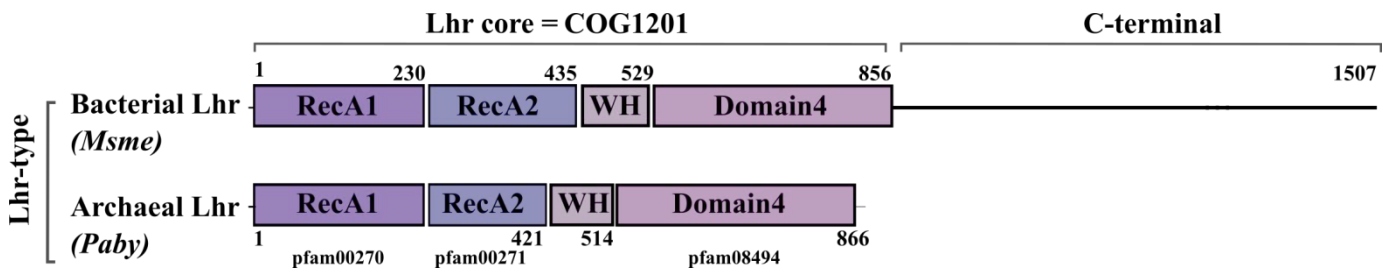 Lhr core = COG1201 C-terminal
1 230 435 529 856 1507
Lhr-type
Bacterial Lhr RecA1 RecA2 WH Domain4
(Msme)
Archaeal Lhr RecA1 RecA2 WH Domain4
(Paby) 1 421 514 866
pfam00270 pfam00271 pfam08494